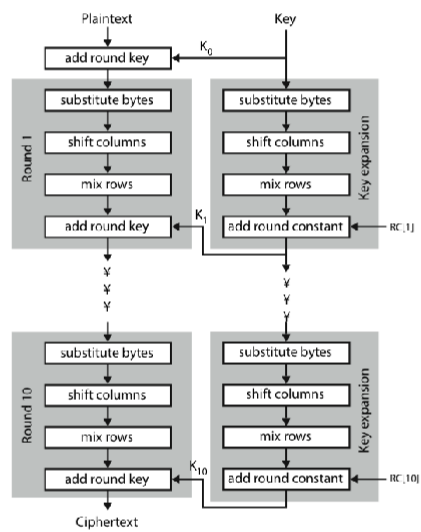 Plaintext
Key
add round key
K0
Round 1
substitute bytes
shift columns
mix rows
add round key
K1
Key expansion
substitute bytes
shift columns
mix rows
add round constant
RC[1]
¥
¥
¥
¥
¥
¥
Round 10
substitute bytes
shift columns
mix rows
add round key
K10
Key expansion
substitute bytes
shift columns
mix rows
add round constant
RC[10]
Ciphertext